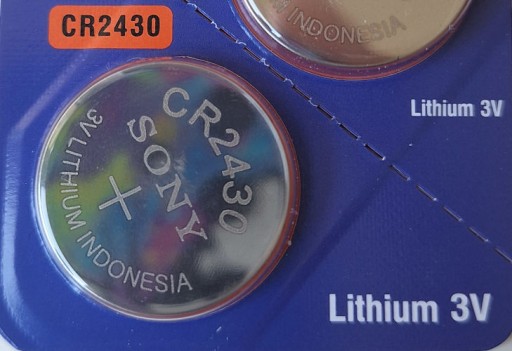 CR2430
INDONESIA
Lithium 3V
CR2430
SONY
+
3V LITHIUM INDONESIA
Lithium 3V